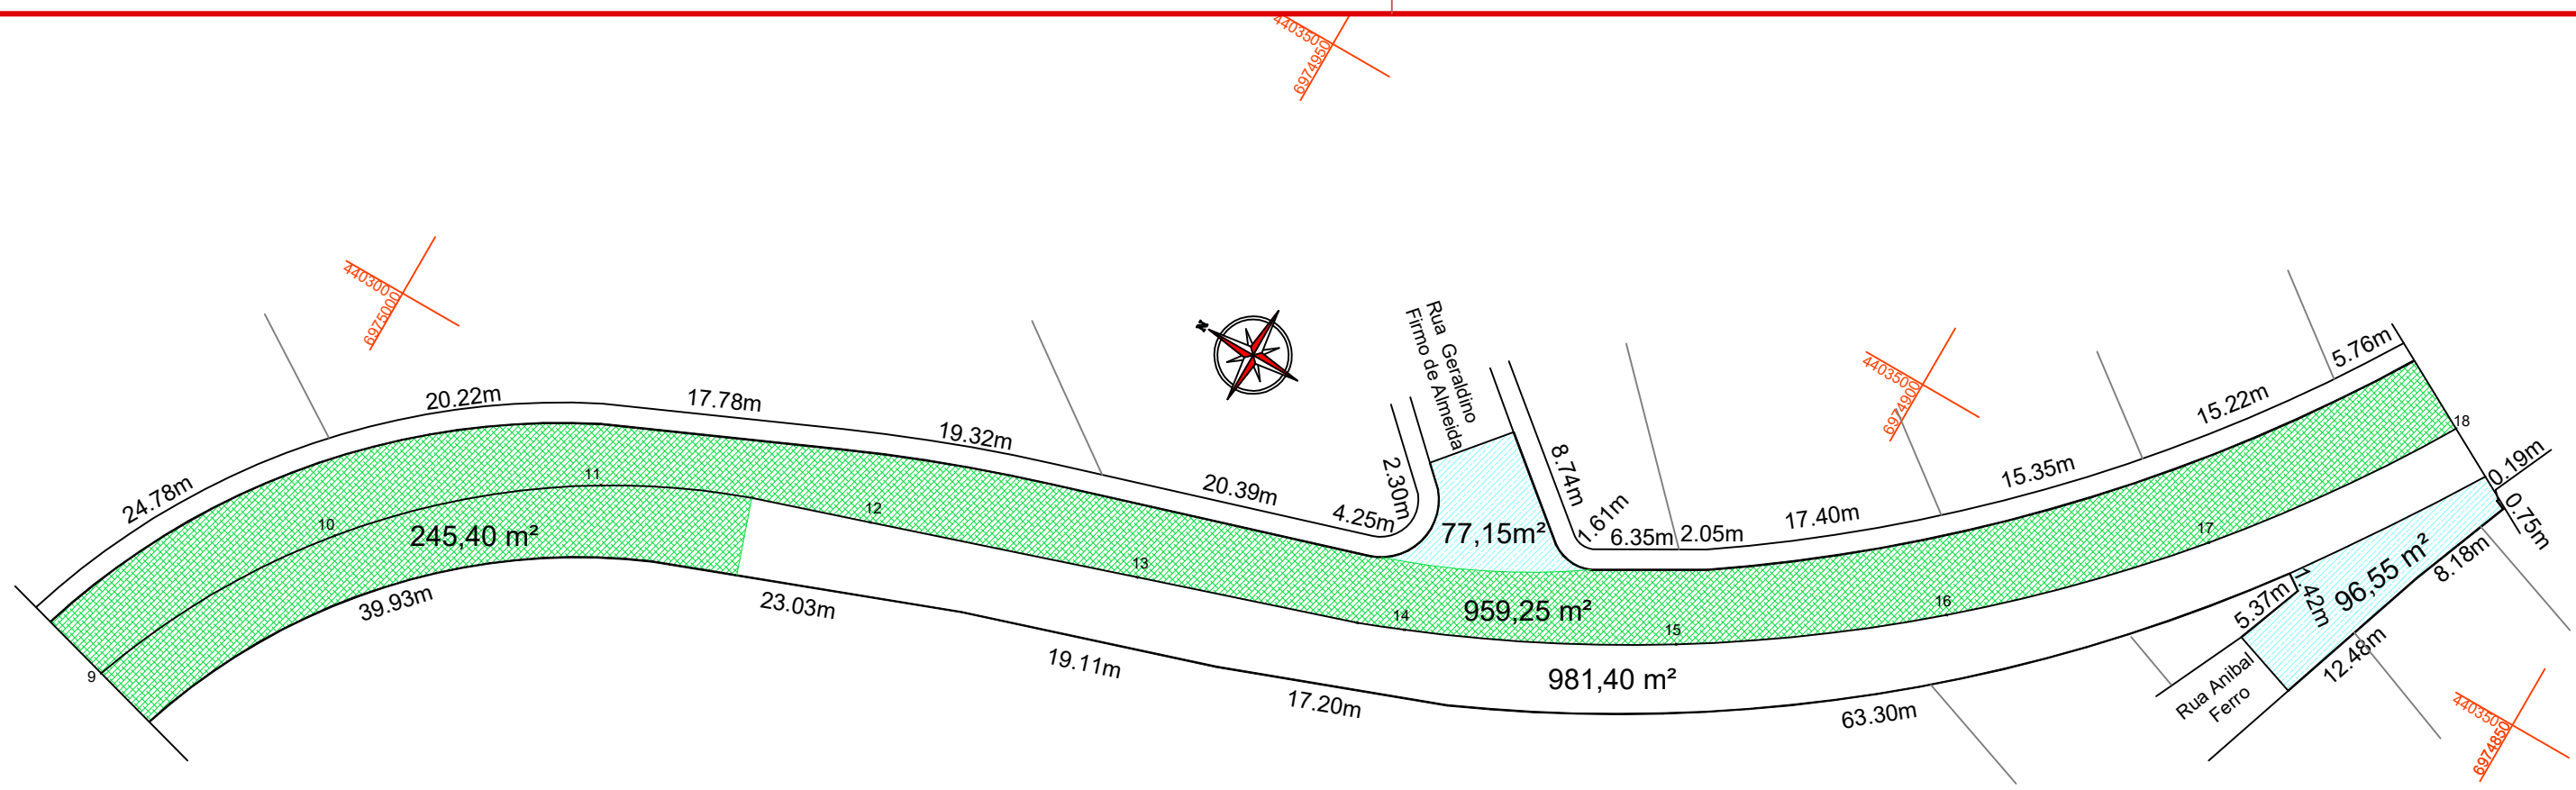 440350
6974950
440300
6975000
N
Rua Geraldino
Firmo de Almeida
440350
6974900
5.76m
20.22m
17.78m
19.32m
15.22m
24.78m
20.39m
4.25m
2.30m
8.74m
1.61m
6.35m
2.05m
17.40m
15.35m
18
0.19m
0.75m
10
11
12
13
14
15
16
17
9
245,40 m²
77,15m²
959,25 m²
981,40 m²
96,55 m²
39.93m
23.03m
19.11m
17.20m
63.30m
5.37m
1.42m
8.18m
12.48m
Rua Anibal
Ferro
440350
6974850